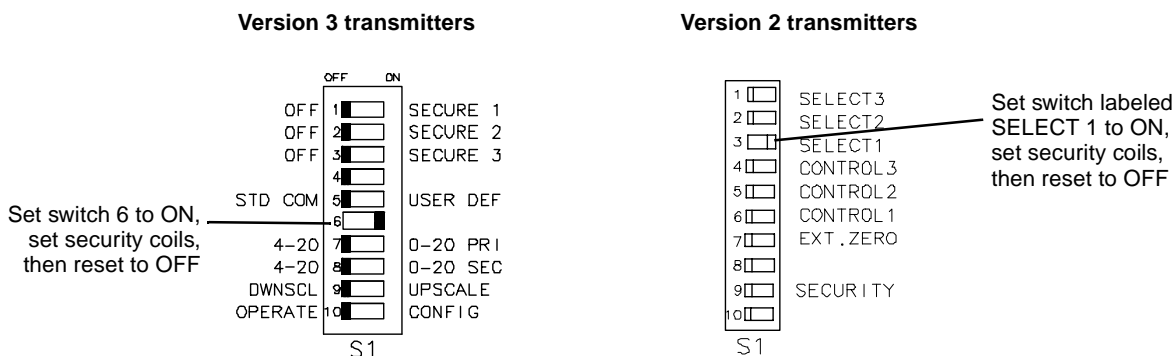 Version 3 transmitters
OFF ON
OFF 1 SECURE 1
OFF 2 SECURE 2
OFF 3 SECURE 3
4
STD COM 5 USER DEF
6
4-20 7 0-20 PRI
4-20 8 0-20 SEC
DWNSCL 9 UPSCALE
OPERATE 10 CONFIG
S1
Set switch 6 to ON,
set security coils,
then reset to OFF
Version 2 transmitters
1 SELECT3
2 SELECT2
3 SELECT1
4 CONTROL3
5 CONTROL2
6 CONTROL1
7 EXT.ZERO
8
9 SECURITY
10
S1
Set switch labeled
SELECT 1 to ON,
set security coils,
then reset to OFF